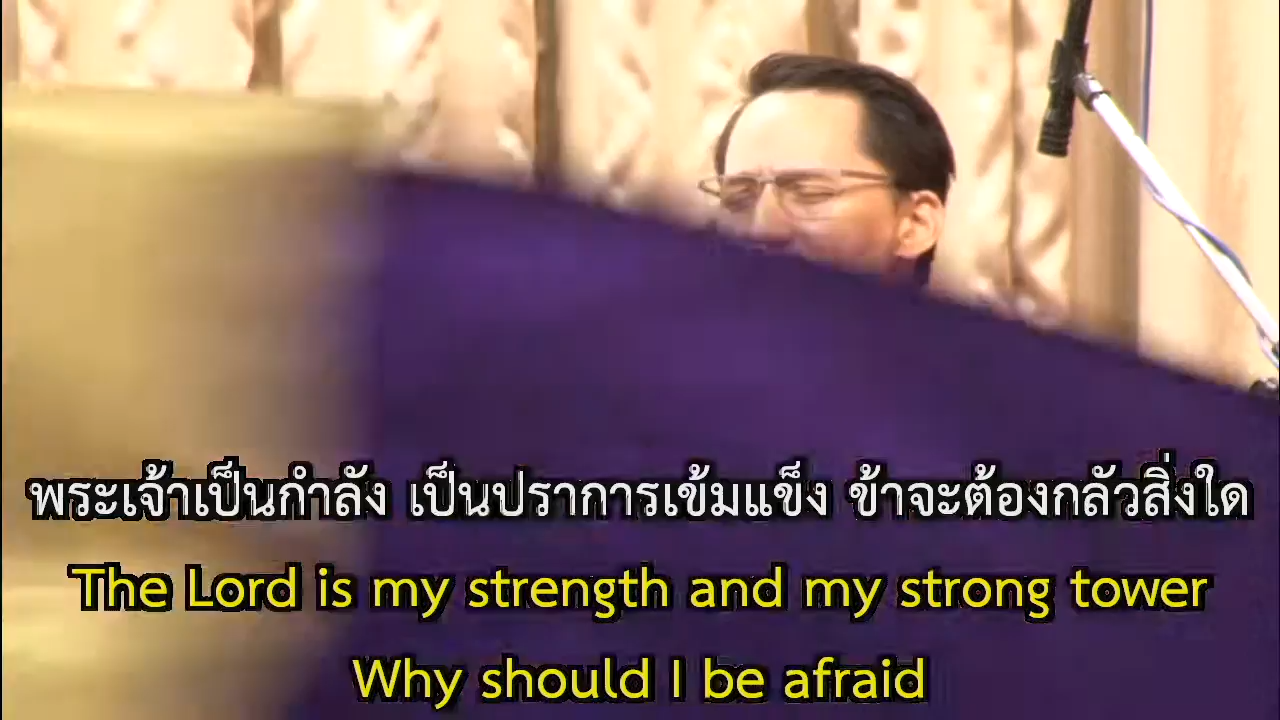 พระเจ้าเป็นกำลัง เป็นปราการเข้มแข็ง ข้าจะต้องกลัวสิ่งใด
The Lord is my strength and my strong tower
Why should I be afraid